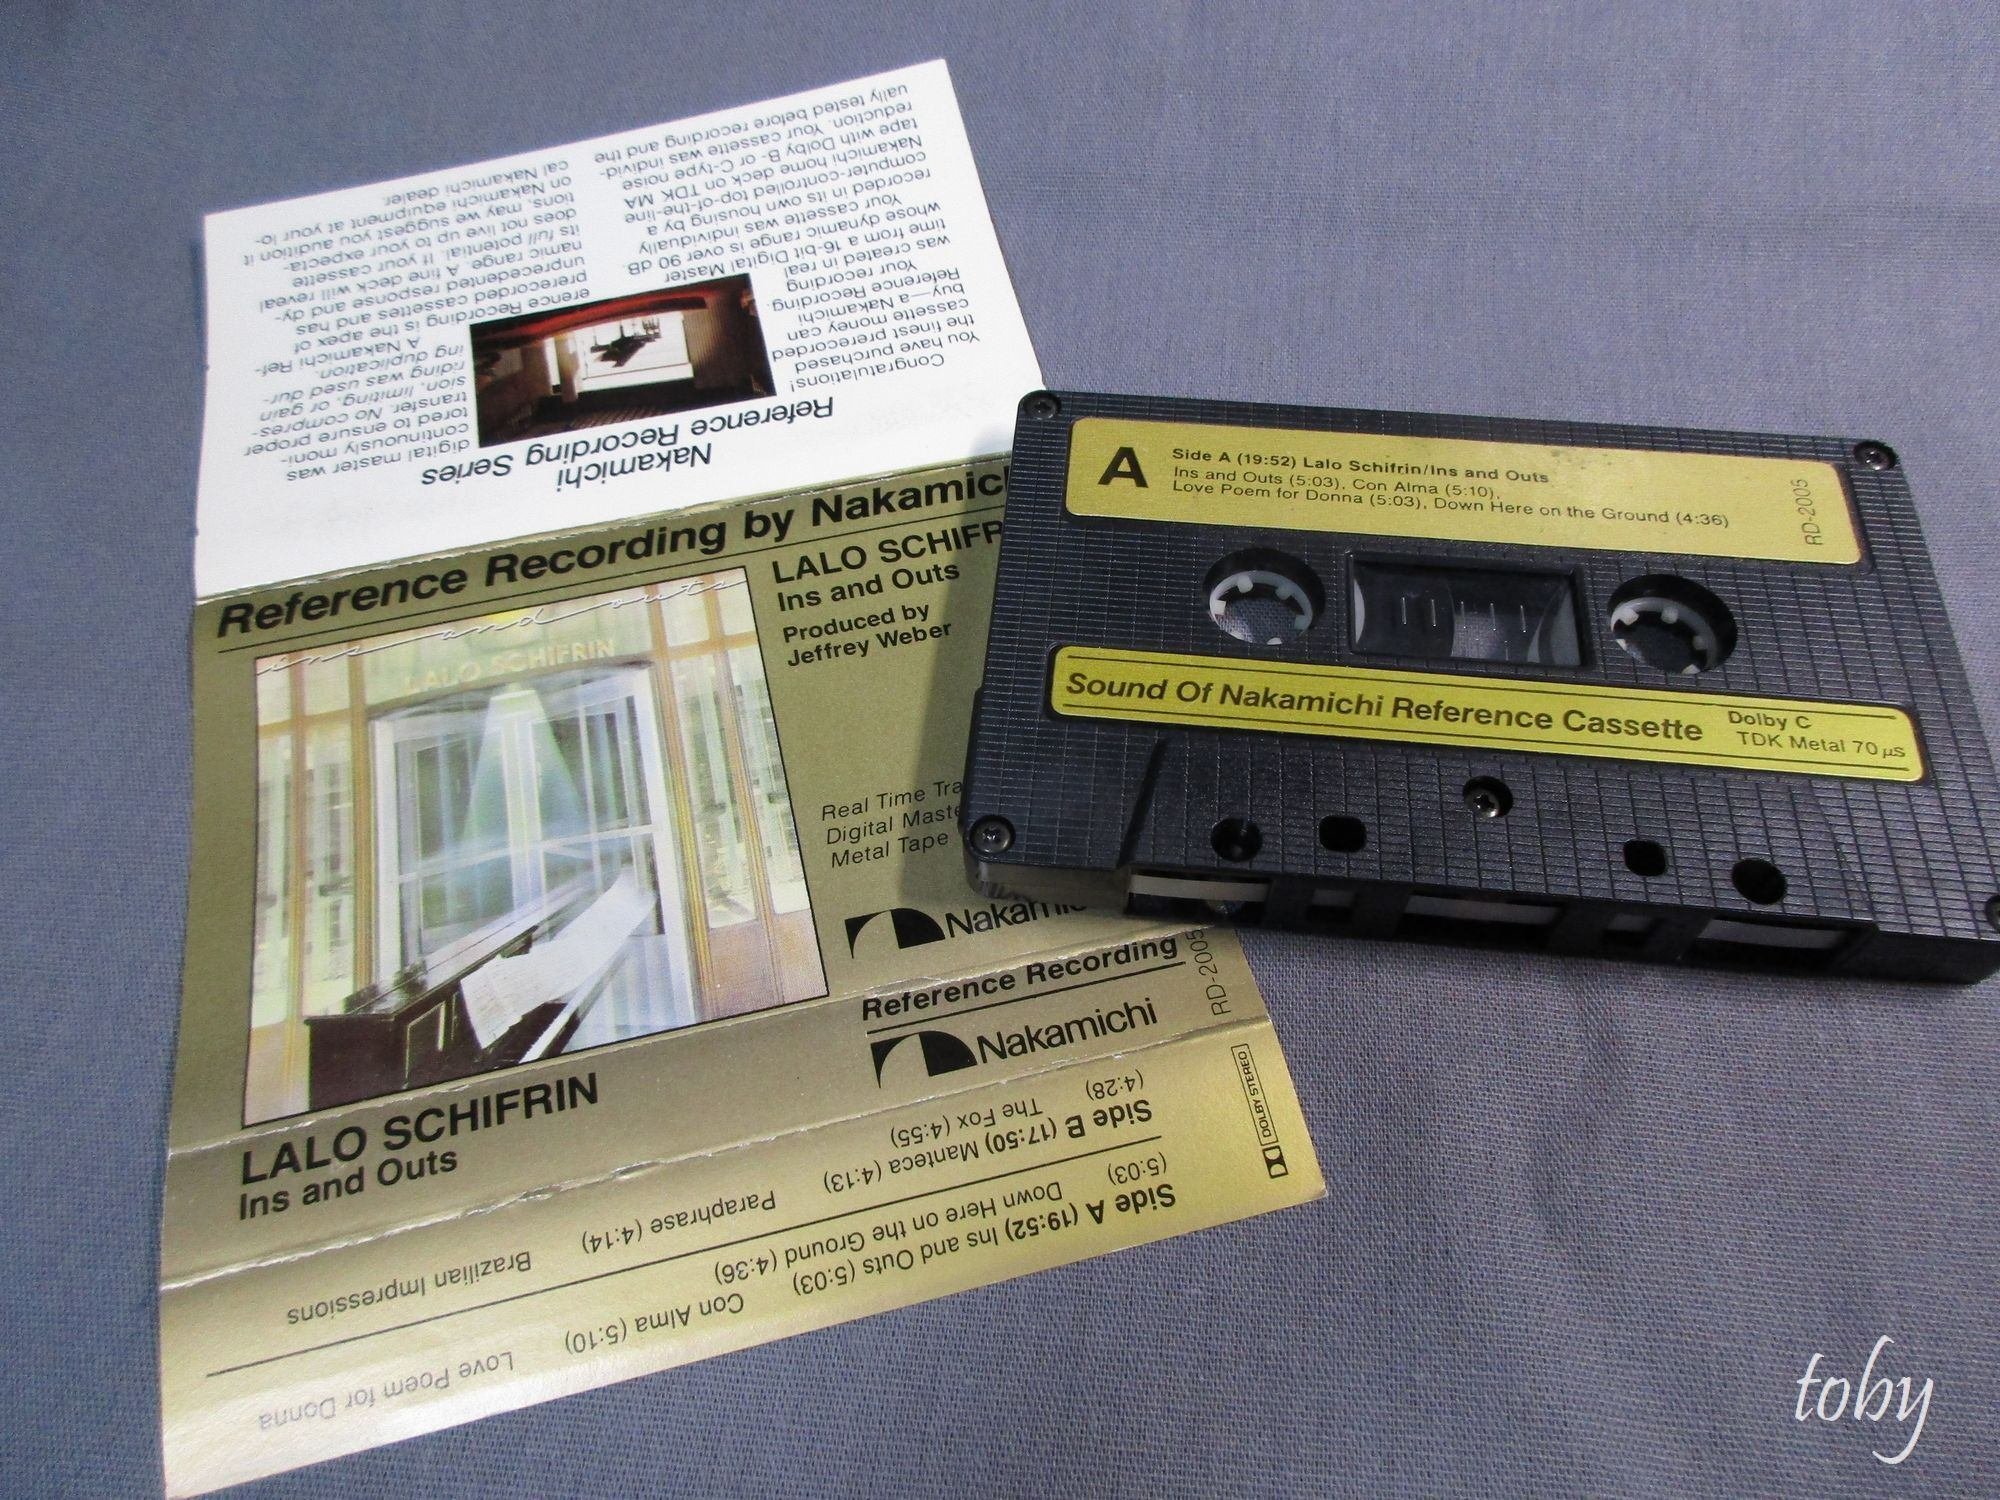 Nakamichi
Reference Recording Series
Congratulations!
You have purchased
the finest prerecorded
cassette money can
buy—a Nakamichi
Reference Recording.
Your recording
was created in real
time from a 16-bit Digital Master
whose dynamic range is over 90 dB.
Your cassette was individually
recorded in its own housing by a
computer-controlled top-of-the-line
Nakamichi home deck on TDK MA
tape with Dolby B- or C-type noise
reduction. Your cassette was individ-
ually tested before recording and the
digital master was
continuously moni-
tored to ensure proper
transfer. No compres-
sion, limiting, or gain
riding was used dur-
ing duplication.
A Nakamichi Ref-
erence Recording is the apex of
prerecorded cassettes and has
unprecedented response and dy-
namic range. A fine deck will reveal
its full potential. If your cassette
does not live up to your expecta-
tions, may we suggest you audition it
on Nakamichi equipment at your lo-
cal Nakamichi dealer.
Reference Recording by Nakamic
ins and outs
LALO SCHIFRIN
LALO SCHIFR
Ins and Outs
Produced by
Jeffrey Weber
Real Time Tra
Digital Maste
Metal Tape
Nakamic
LALO SCHIFRIN
Ins and Outs
Reference Recording
Nakamichi
RD-2005
Side B (17:50) Manteca (4:13) Paraphrase (4:14) Brazilian Impressions
(4:28) The Fox (4:55)
Side A (19:52) Ins and Outs (5:03) Con Alma (5:10) Love Poem for Donna
(5:03) Down Here on the Ground (4:36)
DOLBY STEREO
A
Side A (19:52) Lalo Schifrin/Ins and Outs
Ins and Outs (5:03), Con Alma (5:10),
Love Poem for Donna (5:03), Down Here on the Ground (4:36)
RD-2005
Sound Of Nakamichi Reference Cassette
Dolby C
TDK Metal 70 µs
toby